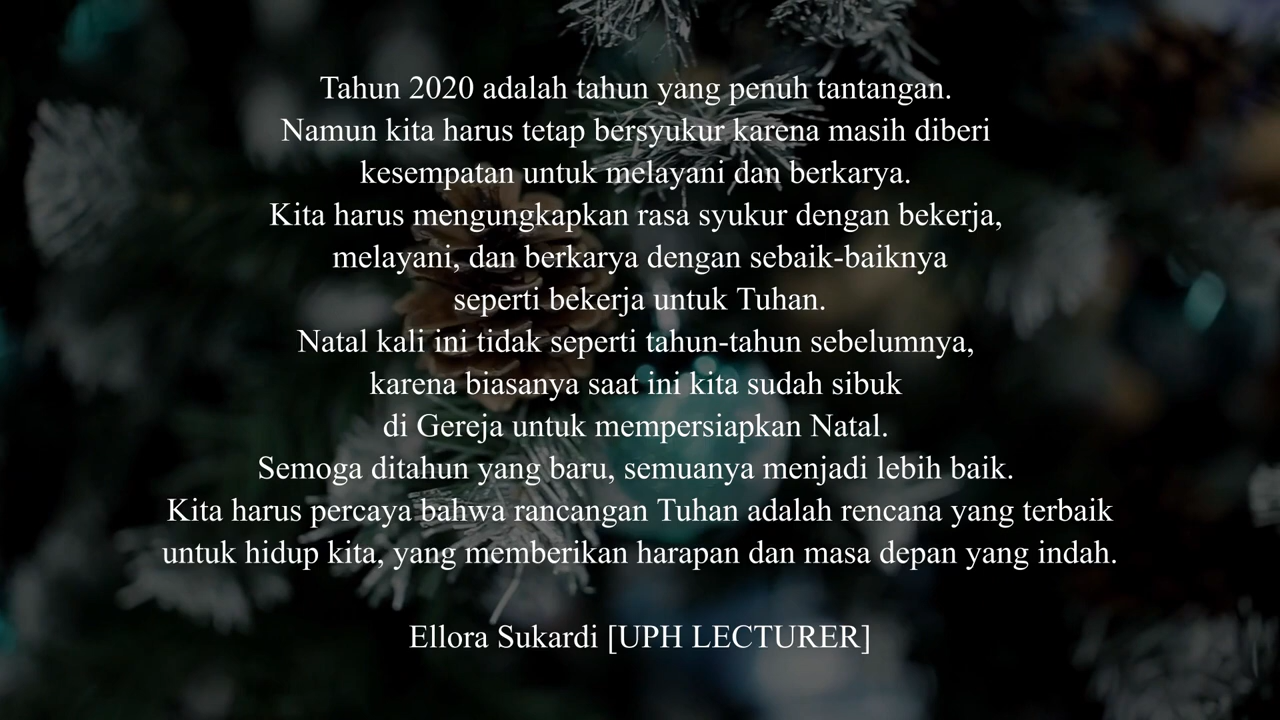 Tahun 2020 adalah tahun yang penuh tantangan.
Namun kita harus tetap bersyukur karena masih diberi
kesempatan untuk melayani dan berkarya.
Kita harus mengungkapkan rasa syukur dengan bekerja,
melayani, dan berkarya dengan sebaik-baiknya
seperti bekerja untuk Tuhan.
Natal kali ini tidak seperti tahun-tahun sebelumnya,
karena biasanya saat ini kita sudah sibuk
di Gereja untuk mempersiapkan Natal.
Semoga ditahun yang baru, semuanya menjadi lebih baik.
Kita harus percaya bahwa rancangan Tuhan adalah rencana yang terbaik
untuk hidup kita, yang memberikan harapan dan masa depan yang indah.
Ellora Sukardi [UPH LECTURER]